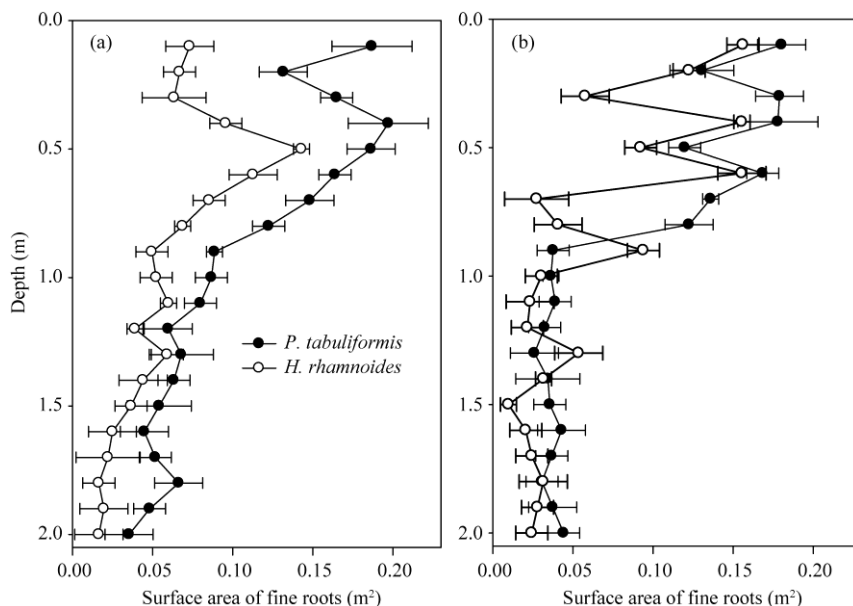 (a)
(b)
0.0
0.5
1.0
1.5
2.0
Depth (m)
P. tabuliformis
H. rhamnoides
0.00 0.05 0.10 0.15 0.20
0.00 0.05 0.10 0.15 0.20
Surface area of fine roots (m²)
Surface area of fine roots (m²)
0.0
0.5
1.0
1.5
2.0